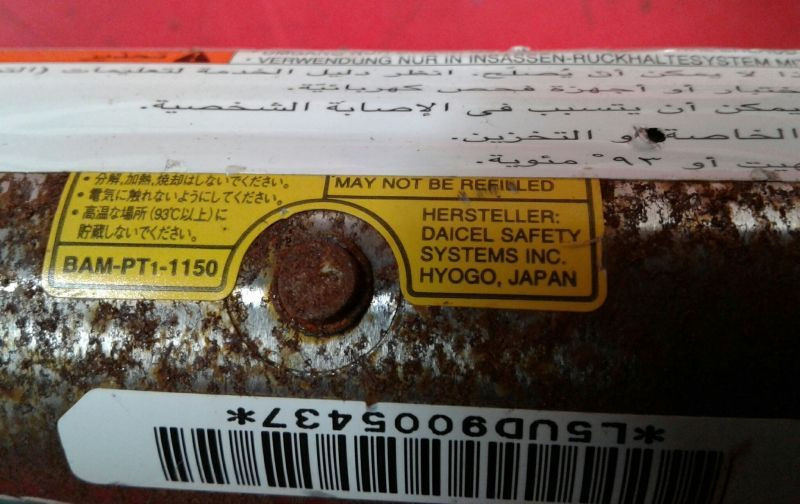 تحذير
VERWENDUNG NUR IN INSASSEN-RÜCKHALTESYSTEM
لا يمكن أن يُصلَح. انظر دليل الخدمة لتعليمات
أو أجهزة فحص كهربائيّة.
يمكن أن يتسبب في الإصابة الشخصية.
الخاصة و التخزين.
أو ٩٣° مئوية.
・分解,加熱,焼却はしないでください。
・電気に触れないようにしてください。
・高温な場所(93℃以上)に
貯蔵しないでください。
BAM-PT1-1150
MAY NOT BE REFILLED
HERSTELLER:
DAICEL SAFETY
SYSTEMS INC.
HYOGO, JAPAN
*L5UD9005437*